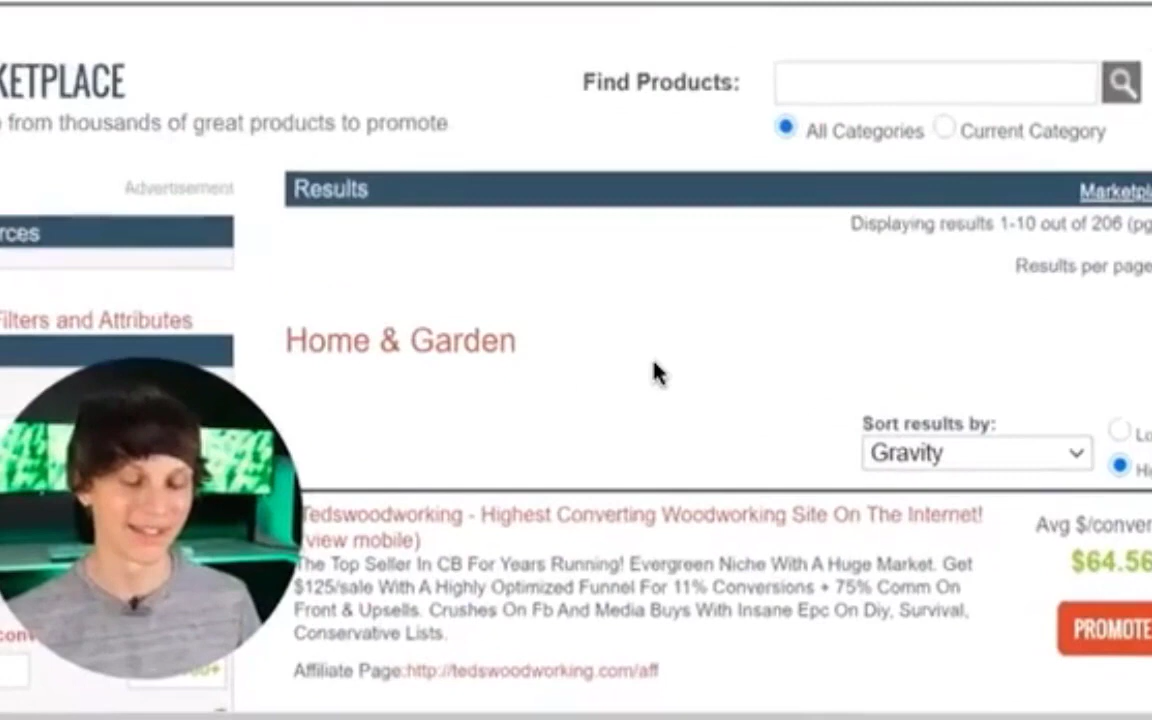 KETPLACE
from thousands of great products to promote
Find Products:
All Categories
Current Category
Advertisement
Results
Displaying results 1-10 out of 206 (pg
Results per page
rces
Filters and Attributes
Home & Garden
Sort results by:
Gravity
Tedswoodworking - Highest Converting Woodworking Site On The Internet!
(view mobile)
The Top Seller In CB For Years Running! Evergreen Niche With A Huge Market. Get
$125/sale With A Highly Optimized Funnel For 11% Conversions + 75% Comm On
Front & Upsells. Crushes On Fb And Media Buys With Insane Epc On Diy, Survival,
Conservative Lists.
Affiliate Page:http://tedswoodworking.com/aff
Avg $/conver
$64.56
PROMOTE